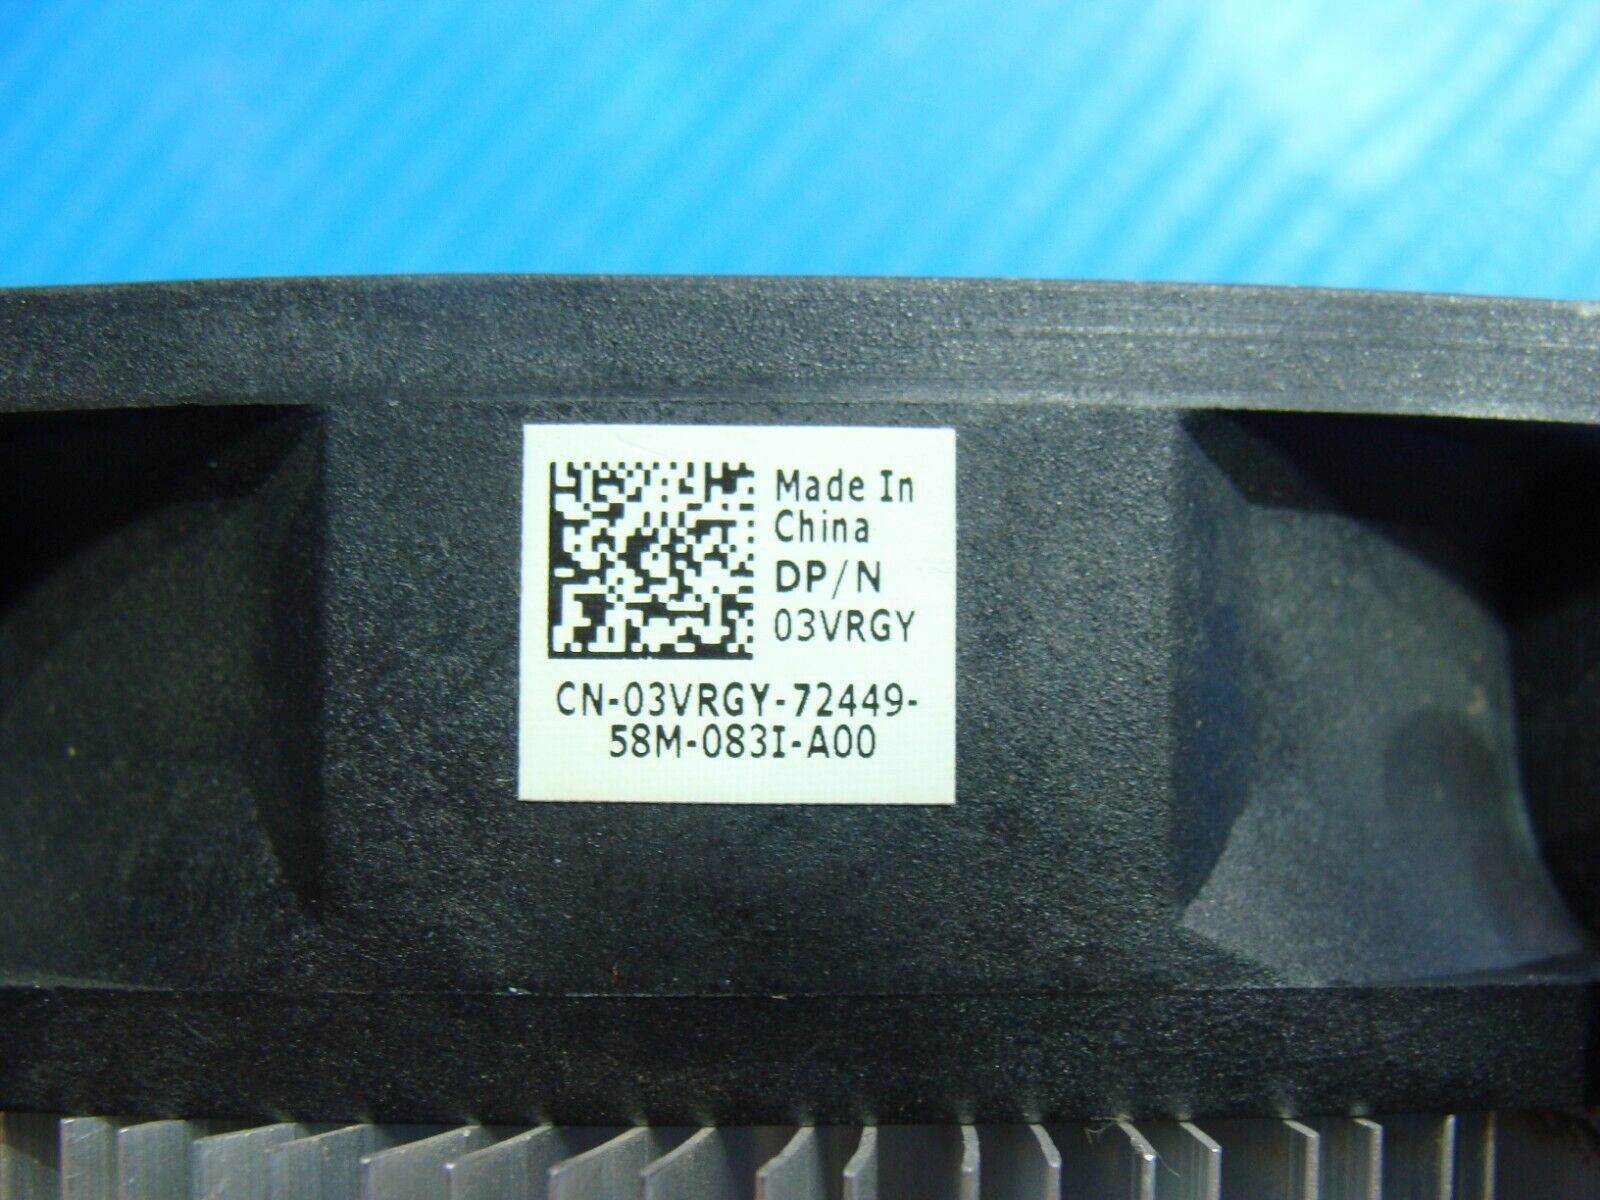 Made In
China
DP/N
03VRGY
CN-03VRGY-72449-
58M-083I-A00